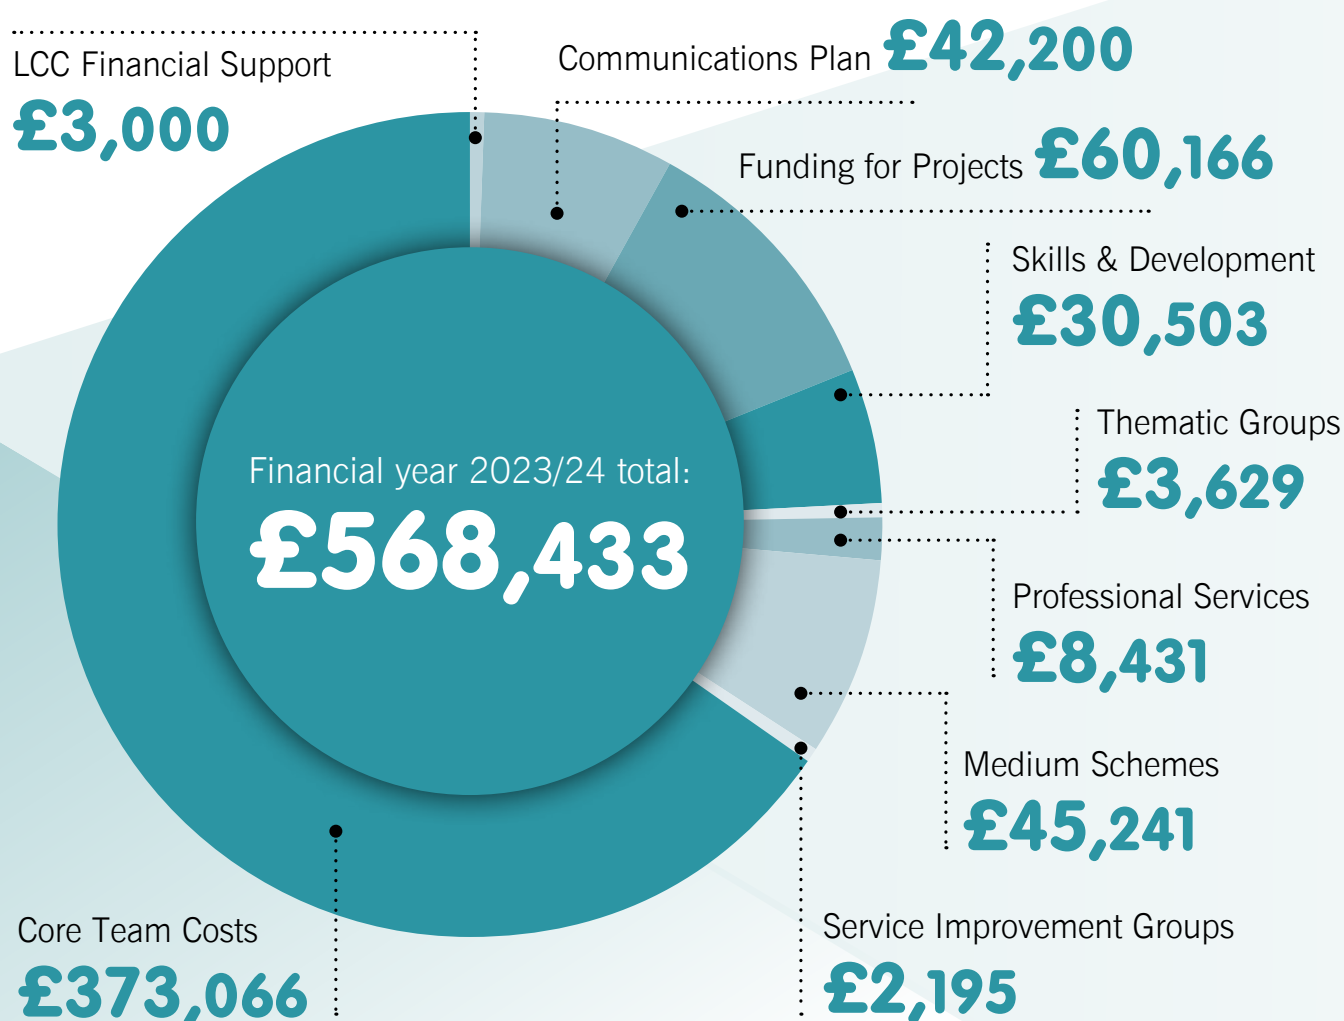 LCC Financial Support
£3,000
Communications Plan £42,200
Funding for Projects £60,166
Skills & Development
£30,503
Thematic Groups
£3,629
Professional Services
£8,431
Medium Schemes
£45,241
Service Improvement Groups
£2,195
Core Team Costs
£373,066
Financial year 2023/24 total:
£568,433